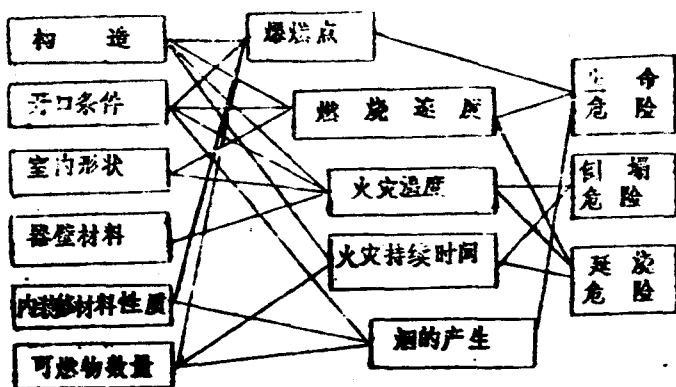 构造
爆燃点
开口条件
燃烧速度
室内形状
火灾温度
器壁材料
火灾持续时间
内装修材料性质
烟的产生
可燃物数量
生命
危险
倒塌
危险
延烧
危险